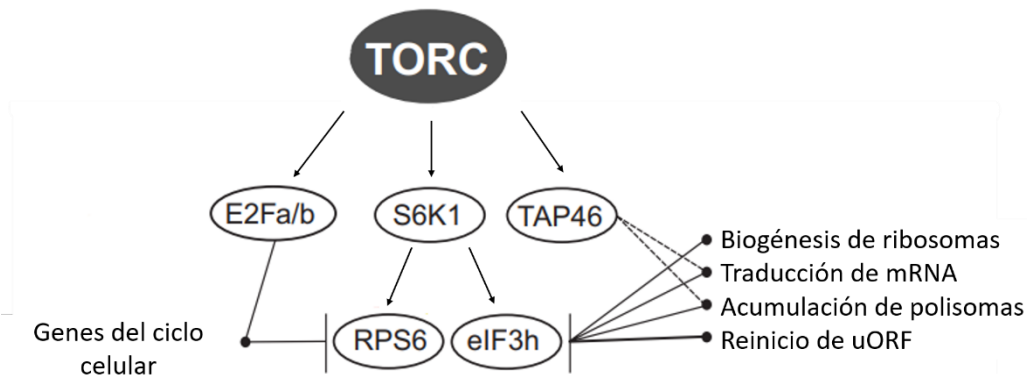 TORC
E2Fa/b
S6K1
TAP46
Biogénesis de ribosomas
Traducción de mRNA
Acumulación de polisomas
Reinicio de uORF
Genes del ciclo
celular
RPS6
eIF3h